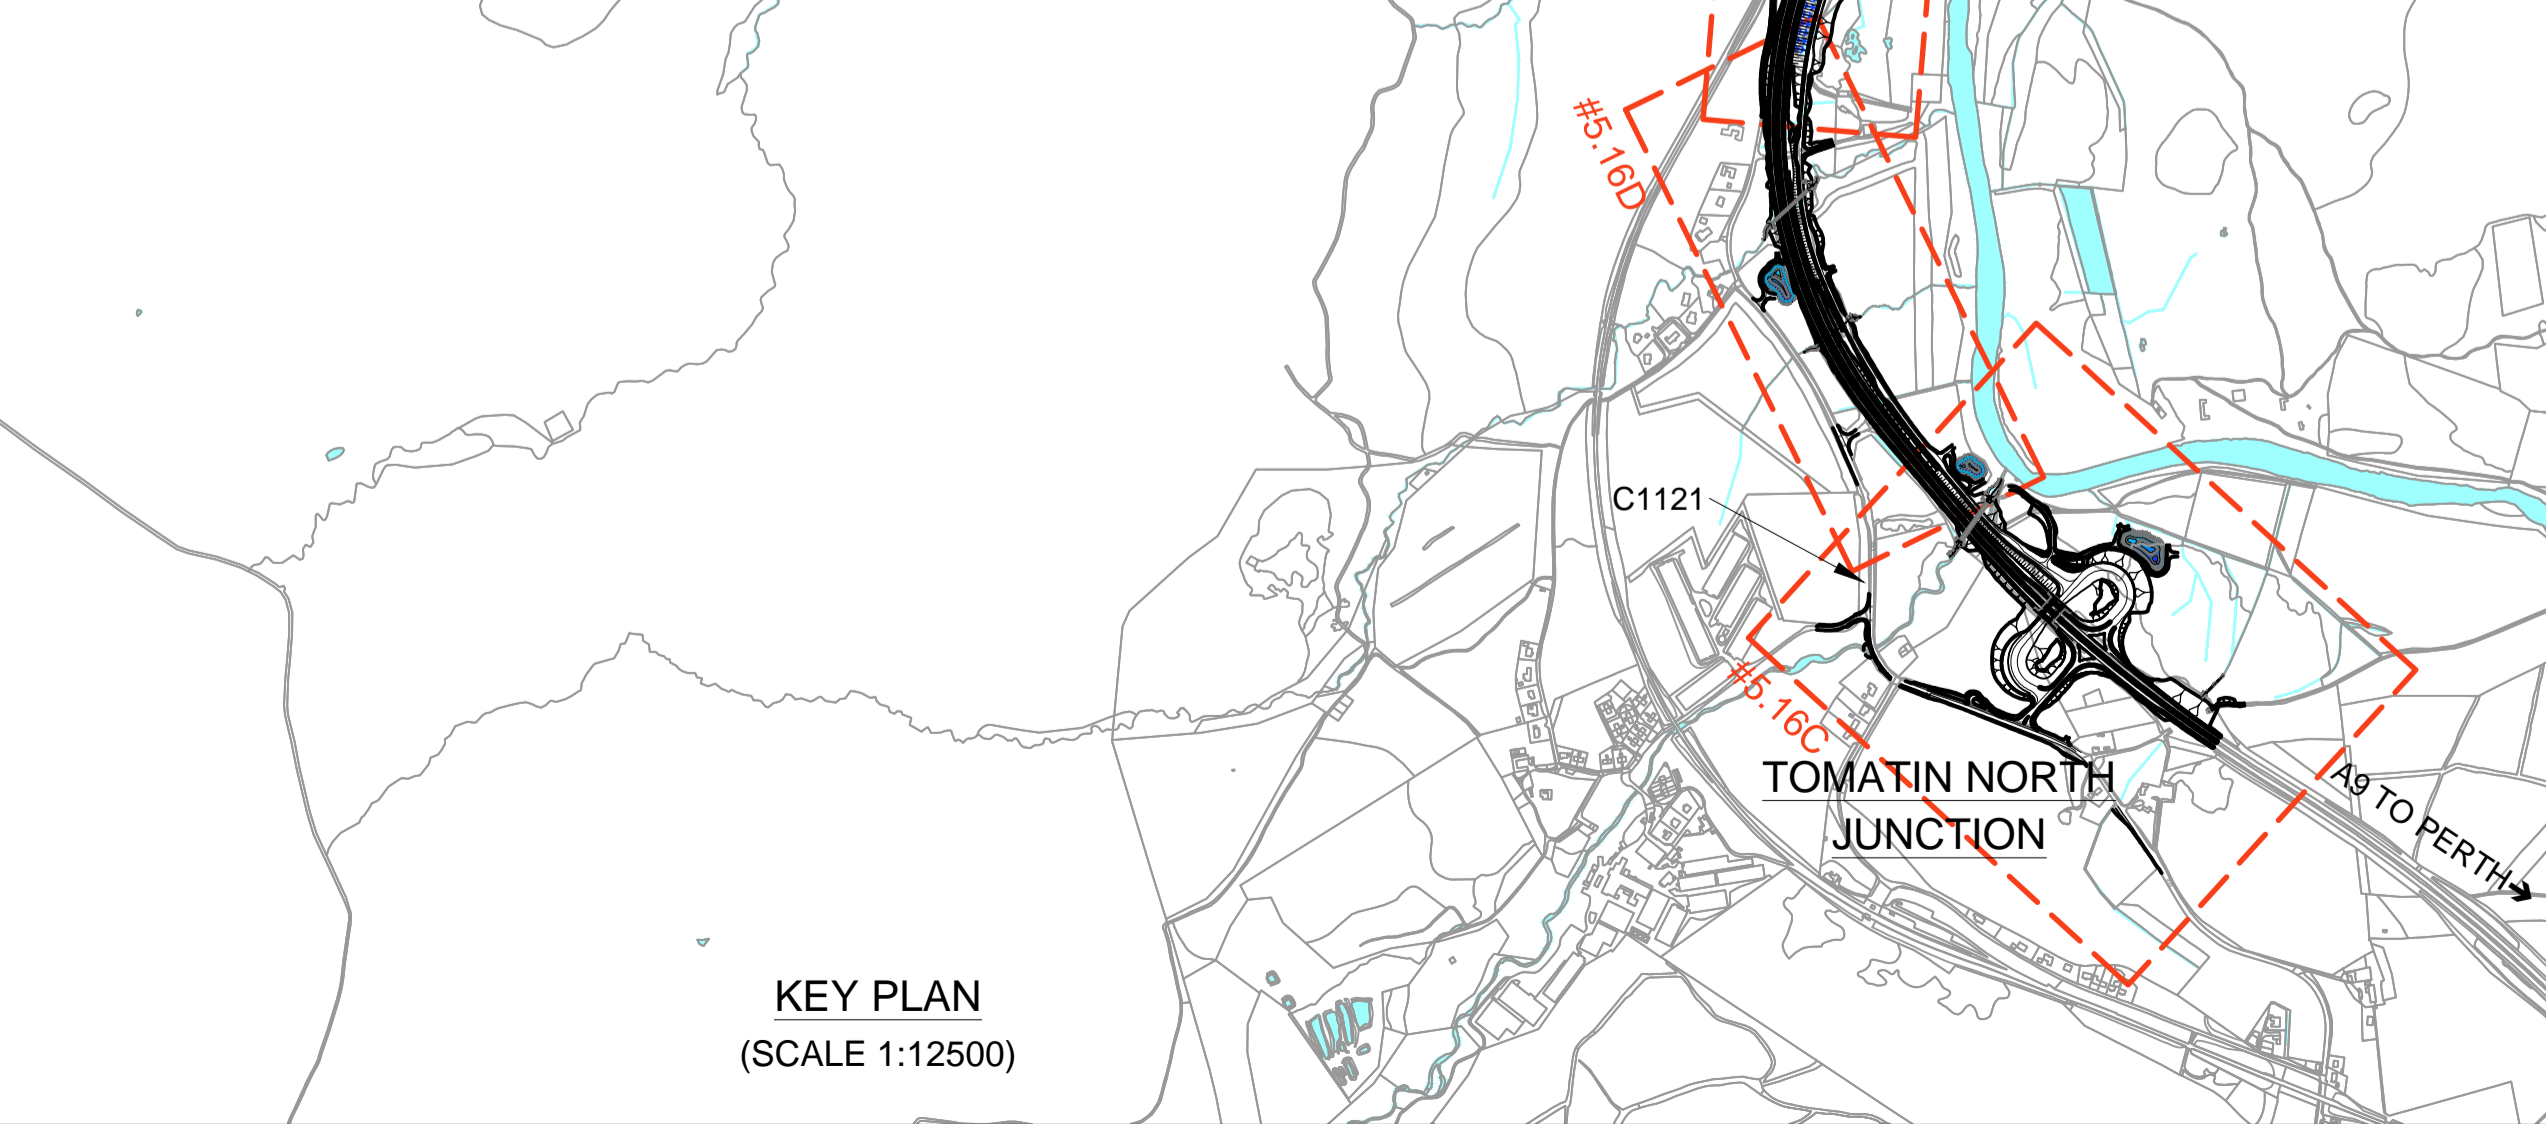 #5.16D
C1121
#5.16C
TOMATIN NORTH
JUNCTION
A9 TO PERTH
KEY PLAN
(SCALE 1:12500)